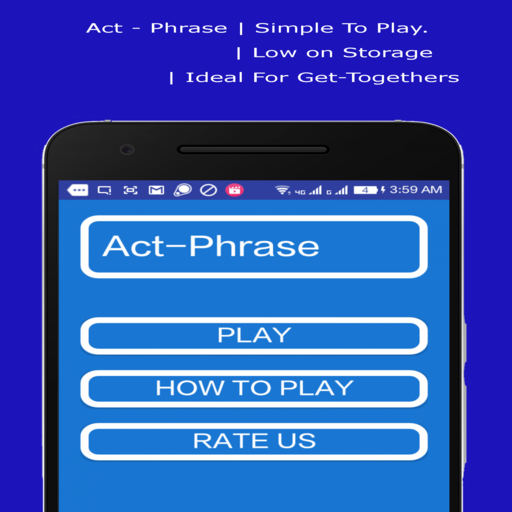 Act - Phrase | Simple To Play.
| Low on Storage
| Ideal For Get-Togethers
4G G 4 3:59 AM
Act-Phrase
PLAY
HOW TO PLAY
RATE US